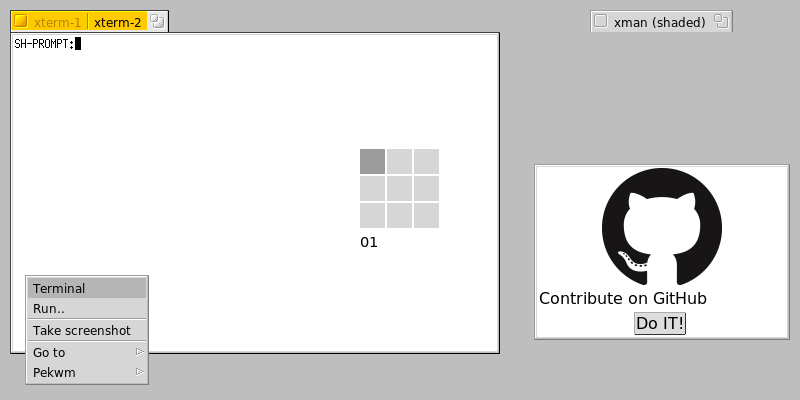 xterm-1 xterm-2
xman (shaded)
SH-PROMPT:
01
Terminal
Run..
Take screenshot
Go to
Pekwm
Contribute on GitHub
Do IT!